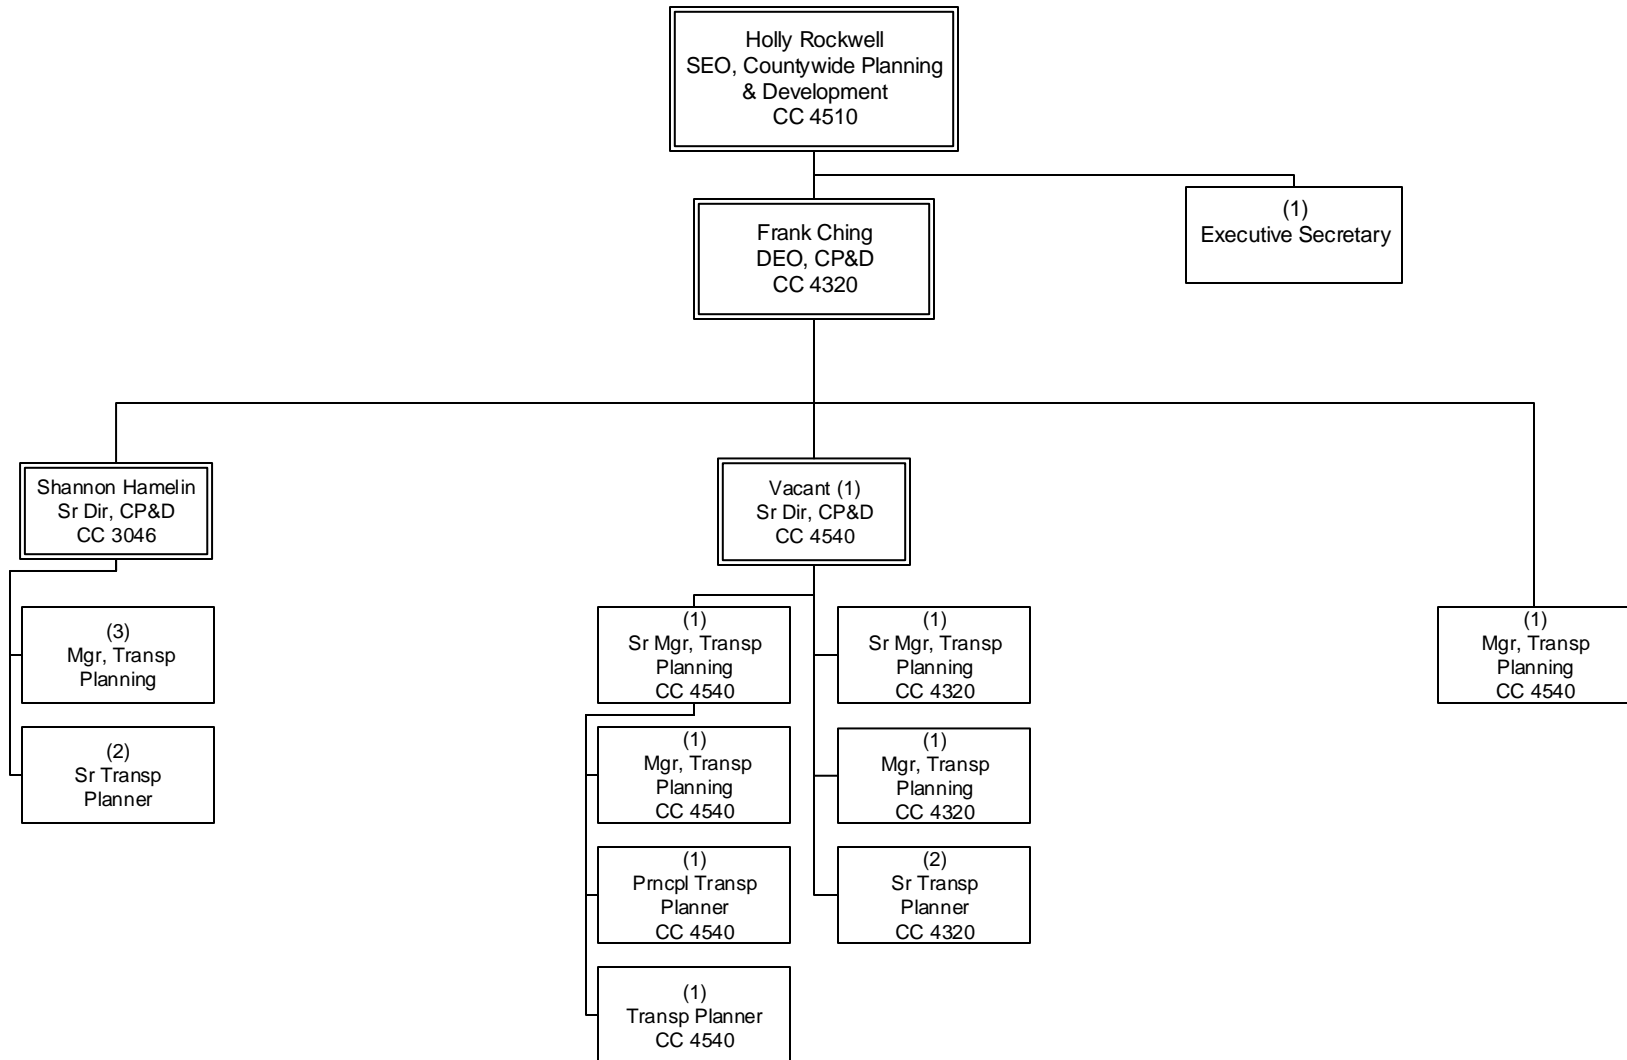 Holly Rockwell
SEO, Countywide Planning
& Development
CC 4510
(1)
Executive Secretary
Frank Ching
DEO, CP&D
CC 4320
Shannon Hamelin
Sr Dir, CP&D
CC 3046
(3)
Mgr, Transp
Planning
(2)
Sr Transp
Planner
Vacant (1)
Sr Dir, CP&D
CC 4540
(1)
Sr Mgr, Transp
Planning
CC 4540
(1)
Mgr, Transp
Planning
CC 4540
(1)
Prncpl Transp
Planner
CC 4540
(1)
Transp Planner
CC 4540
(1)
Sr Mgr, Transp
Planning
CC 4320
(1)
Mgr, Transp
Planning
CC 4320
(2)
Sr Transp
Planner
CC 4320
(1)
Mgr, Transp
Planning
CC 4540